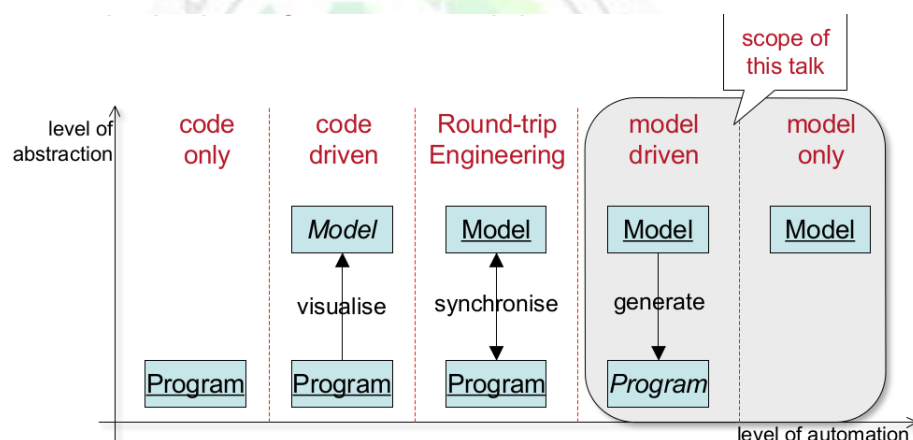 scope of
this talk
level of
abstraction
code
only
code
driven
Round-trip
Engineering
model
driven
model
only
Model
Model
Model
Model
visualise
synchronise
generate
Program
Program
Program
Program
level of automation